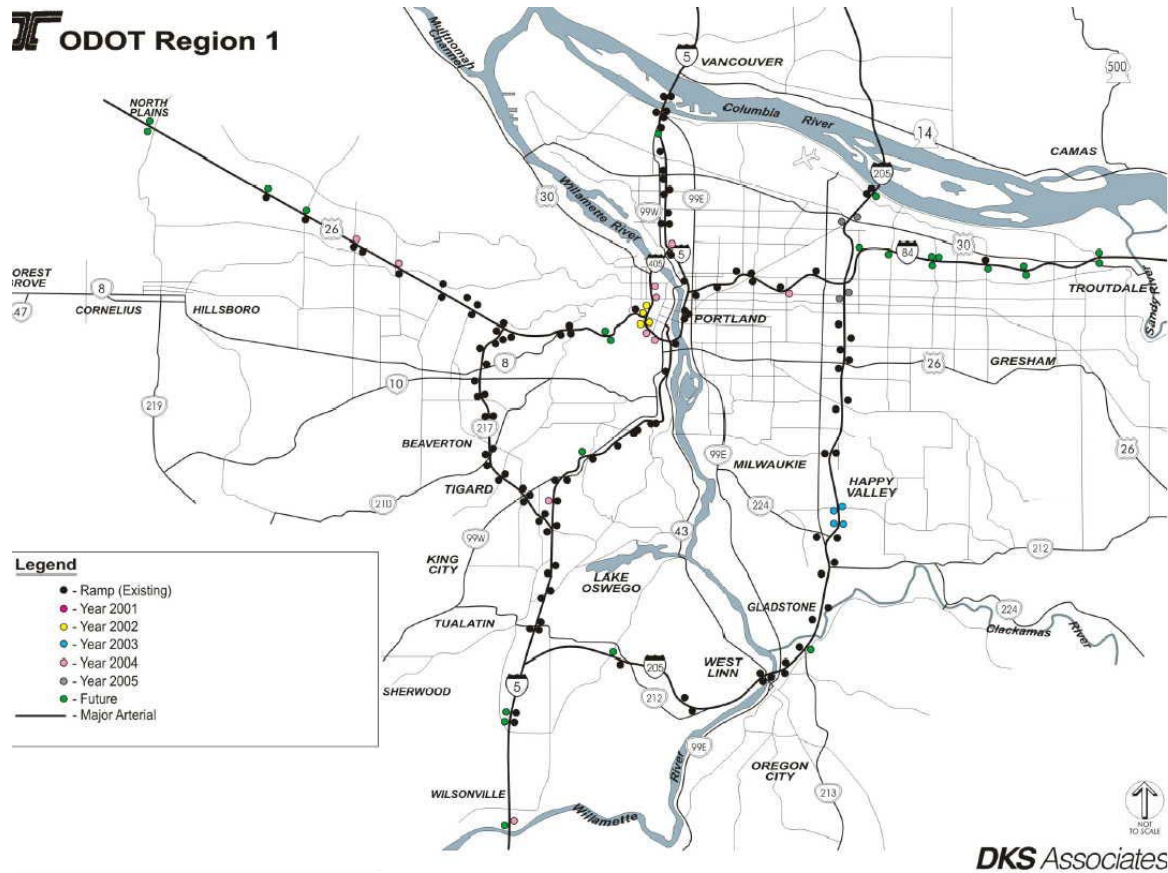 ODOT Region 1
Multnomah
Channel
5
VANCOUVER
500
NORTH
PLAINS
Columbia River
14
CAMAS
205
30
Willamette River
99W
99E
26
405
5
84
30
OREST
GROVE
8
47
CORNELIUS
HILLSBORO
TROUTDALE
Sandy
PORTLAND
8
26
GRESHAM
10
219
217
BEAVERTON
99E
MILWAUKIE
26
HAPPY
VALLEY
TIGARD
210
224
99W
43
212
KING
CITY
LAKE
OSWEGO
GLADSTONE
224
Clackamas
River
TUALATIN
WEST
LINN
205
SHERWOOD
5
212
99E
OREGON
CITY
WILSONVILLE
River
Willamette
213
Legend
- Ramp (Existing)
- Year 2001
- Year 2002
- Year 2003
- Year 2004
- Year 2005
- Future
- Major Arterial
NOT
TO SCALE
DKS Associates